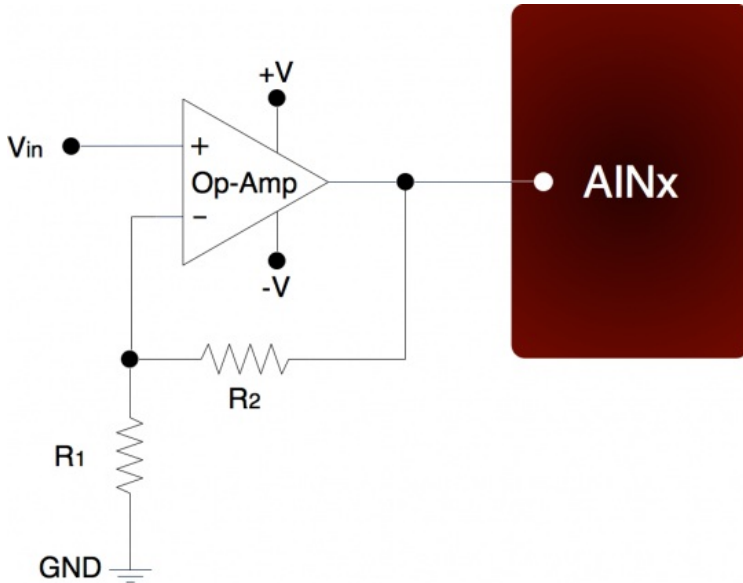 +V
Vin
+
Op-Amp
AINx
−
-V
R2
R1
GND